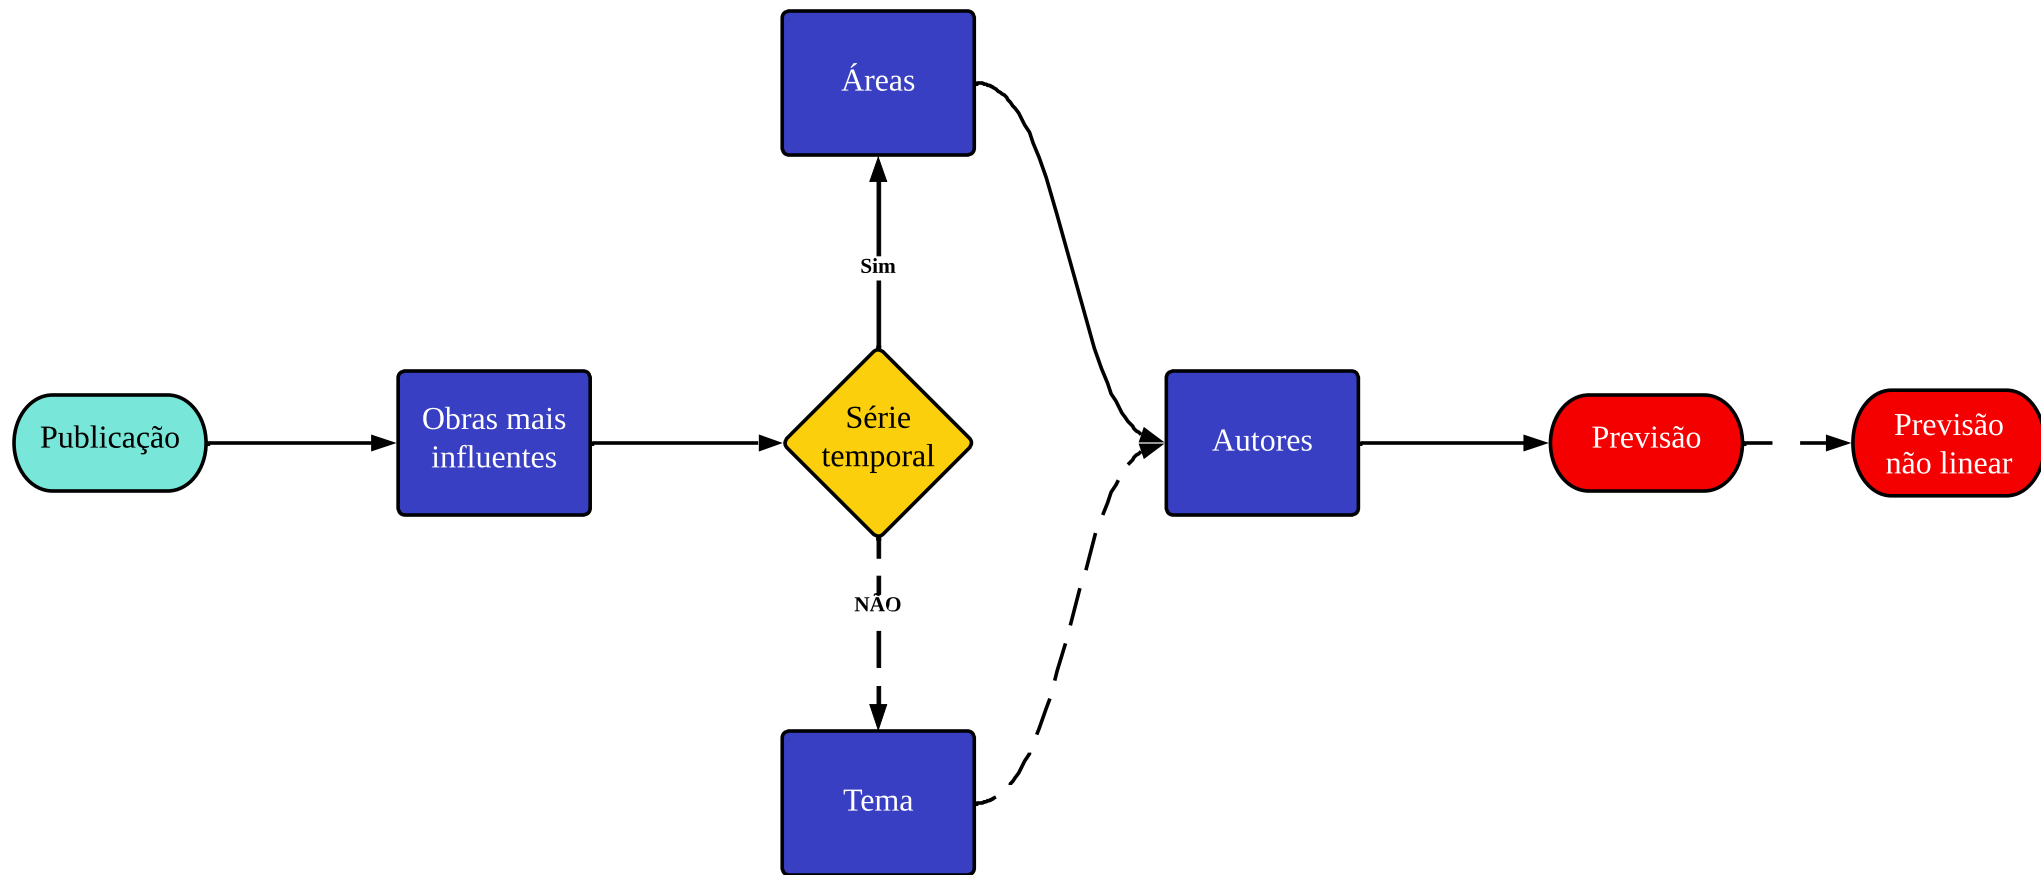 Áreas
Sim
Publicação
Obras mais
influentes
Série
temporal
Autores
Previsão
Previsão
não linear
NÃO
Tema